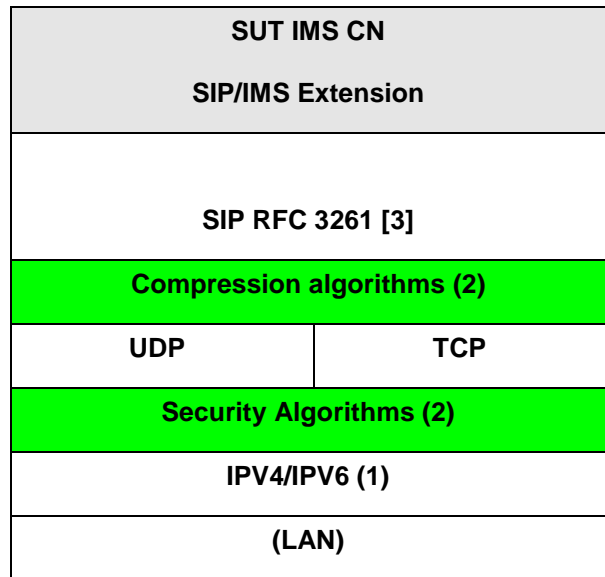 SUT IMS CN
SIP/IMS Extension
SIP RFC 3261 [3]
Compression algorithms (2)
UDP TCP
Security Algorithms (2)
IPV4/IPV6 (1)
(LAN)